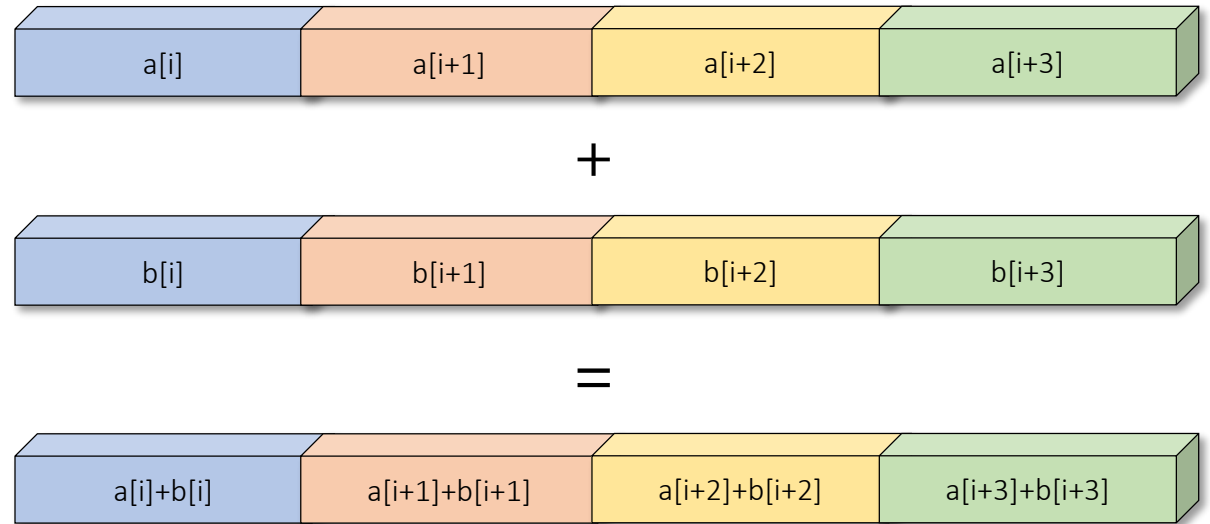 a[i] a[i+1] a[i+2] a[i+3]
+
b[i] b[i+1] b[i+2] b[i+3]
=
a[i]+b[i] a[i+1]+b[i+1] a[i+2]+b[i+2] a[i+3]+b[i+3]